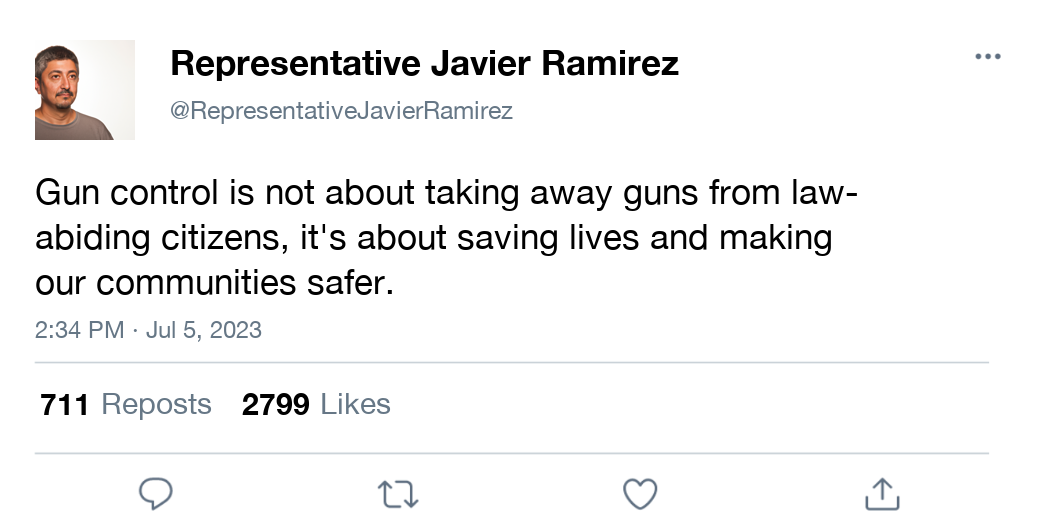 Representative Javier Ramirez
@RepresentativeJavierRamirez
Gun control is not about taking away guns from law-
abiding citizens, it's about saving lives and making
our communities safer.
2:34 PM · Jul 5, 2023
711 Reposts 2799 Likes